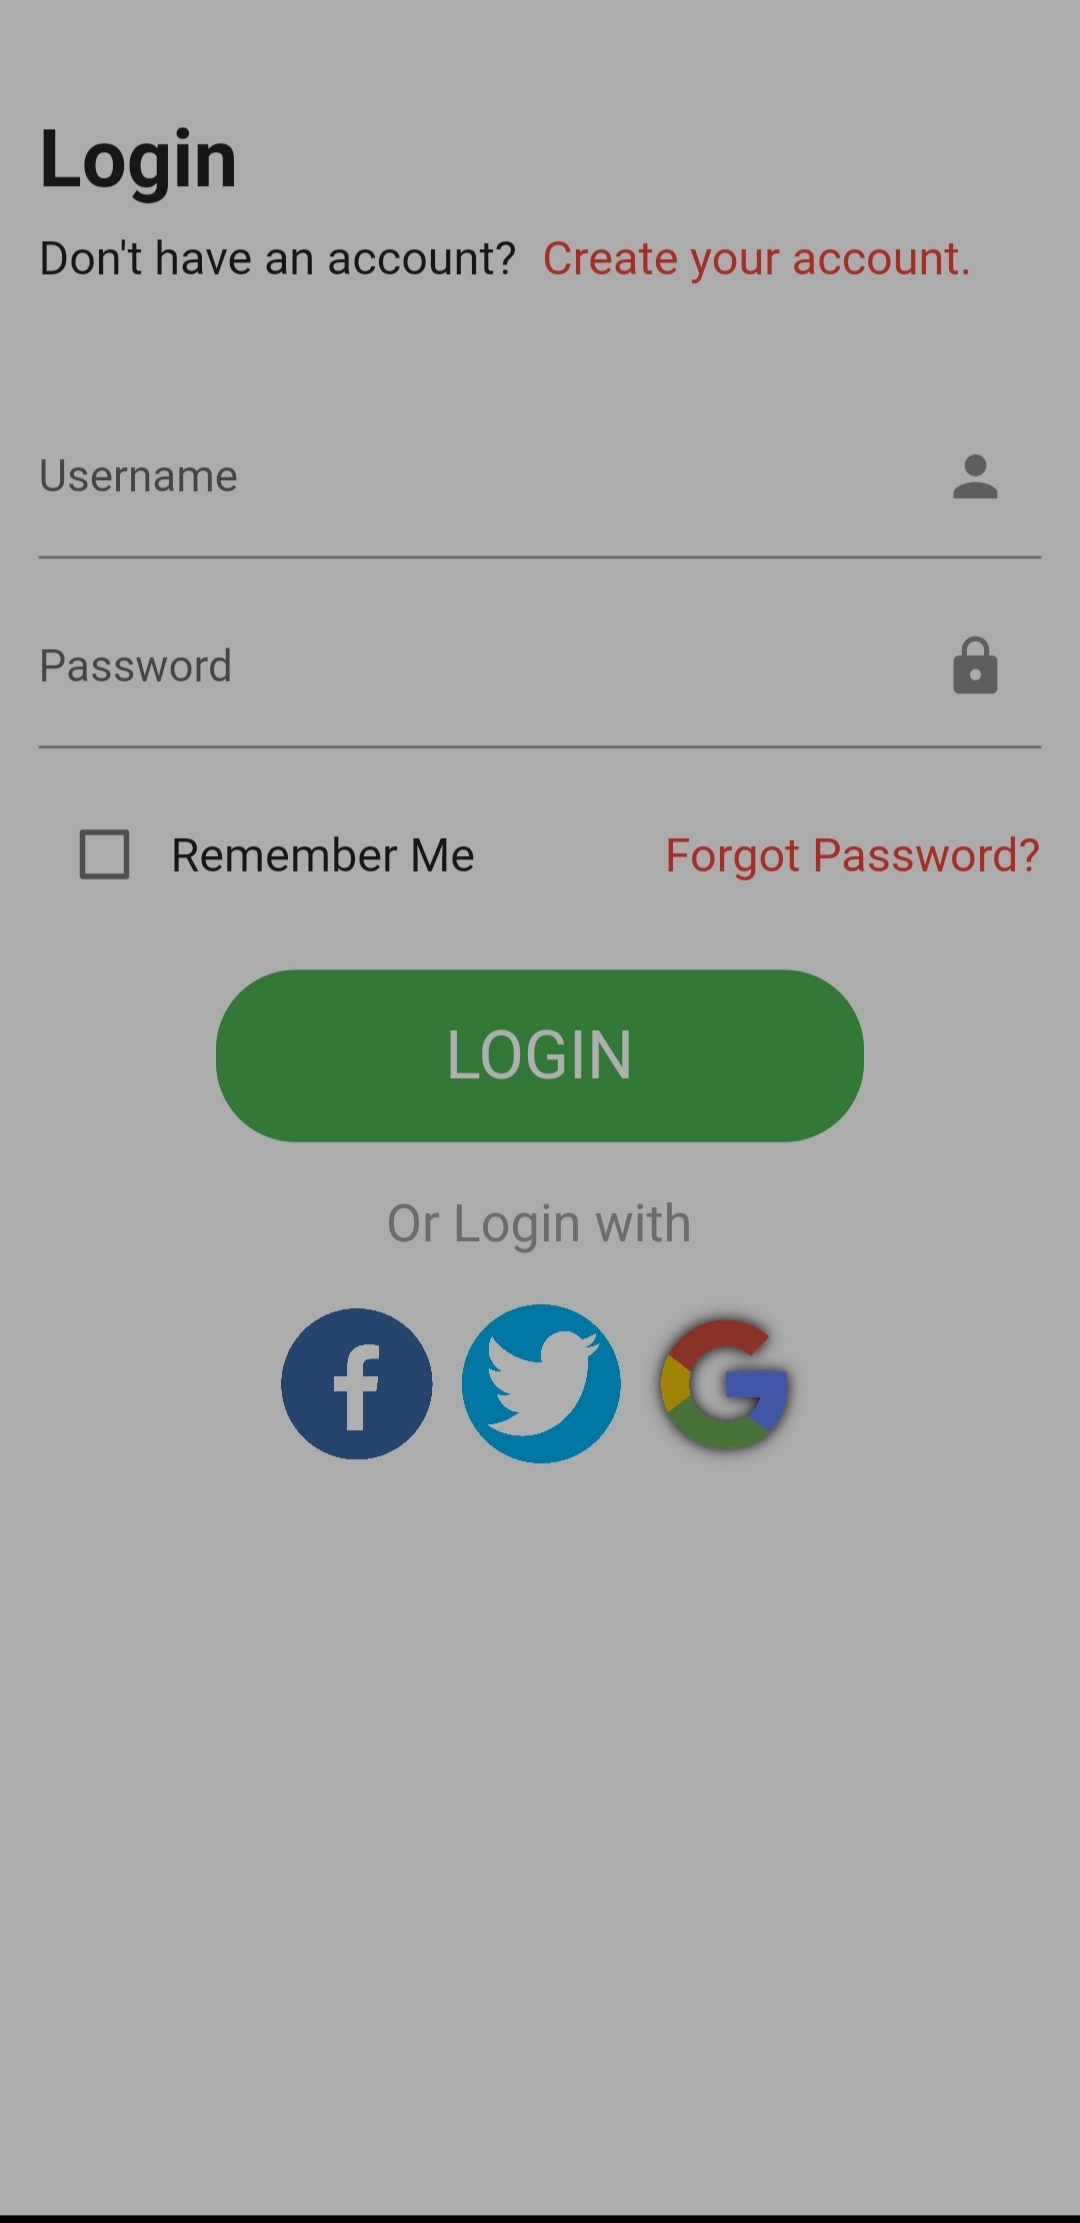 Login
Don't have an account? Create your account.
Username
Password
Remember Me Forgot Password?
LOGIN
Or Login with